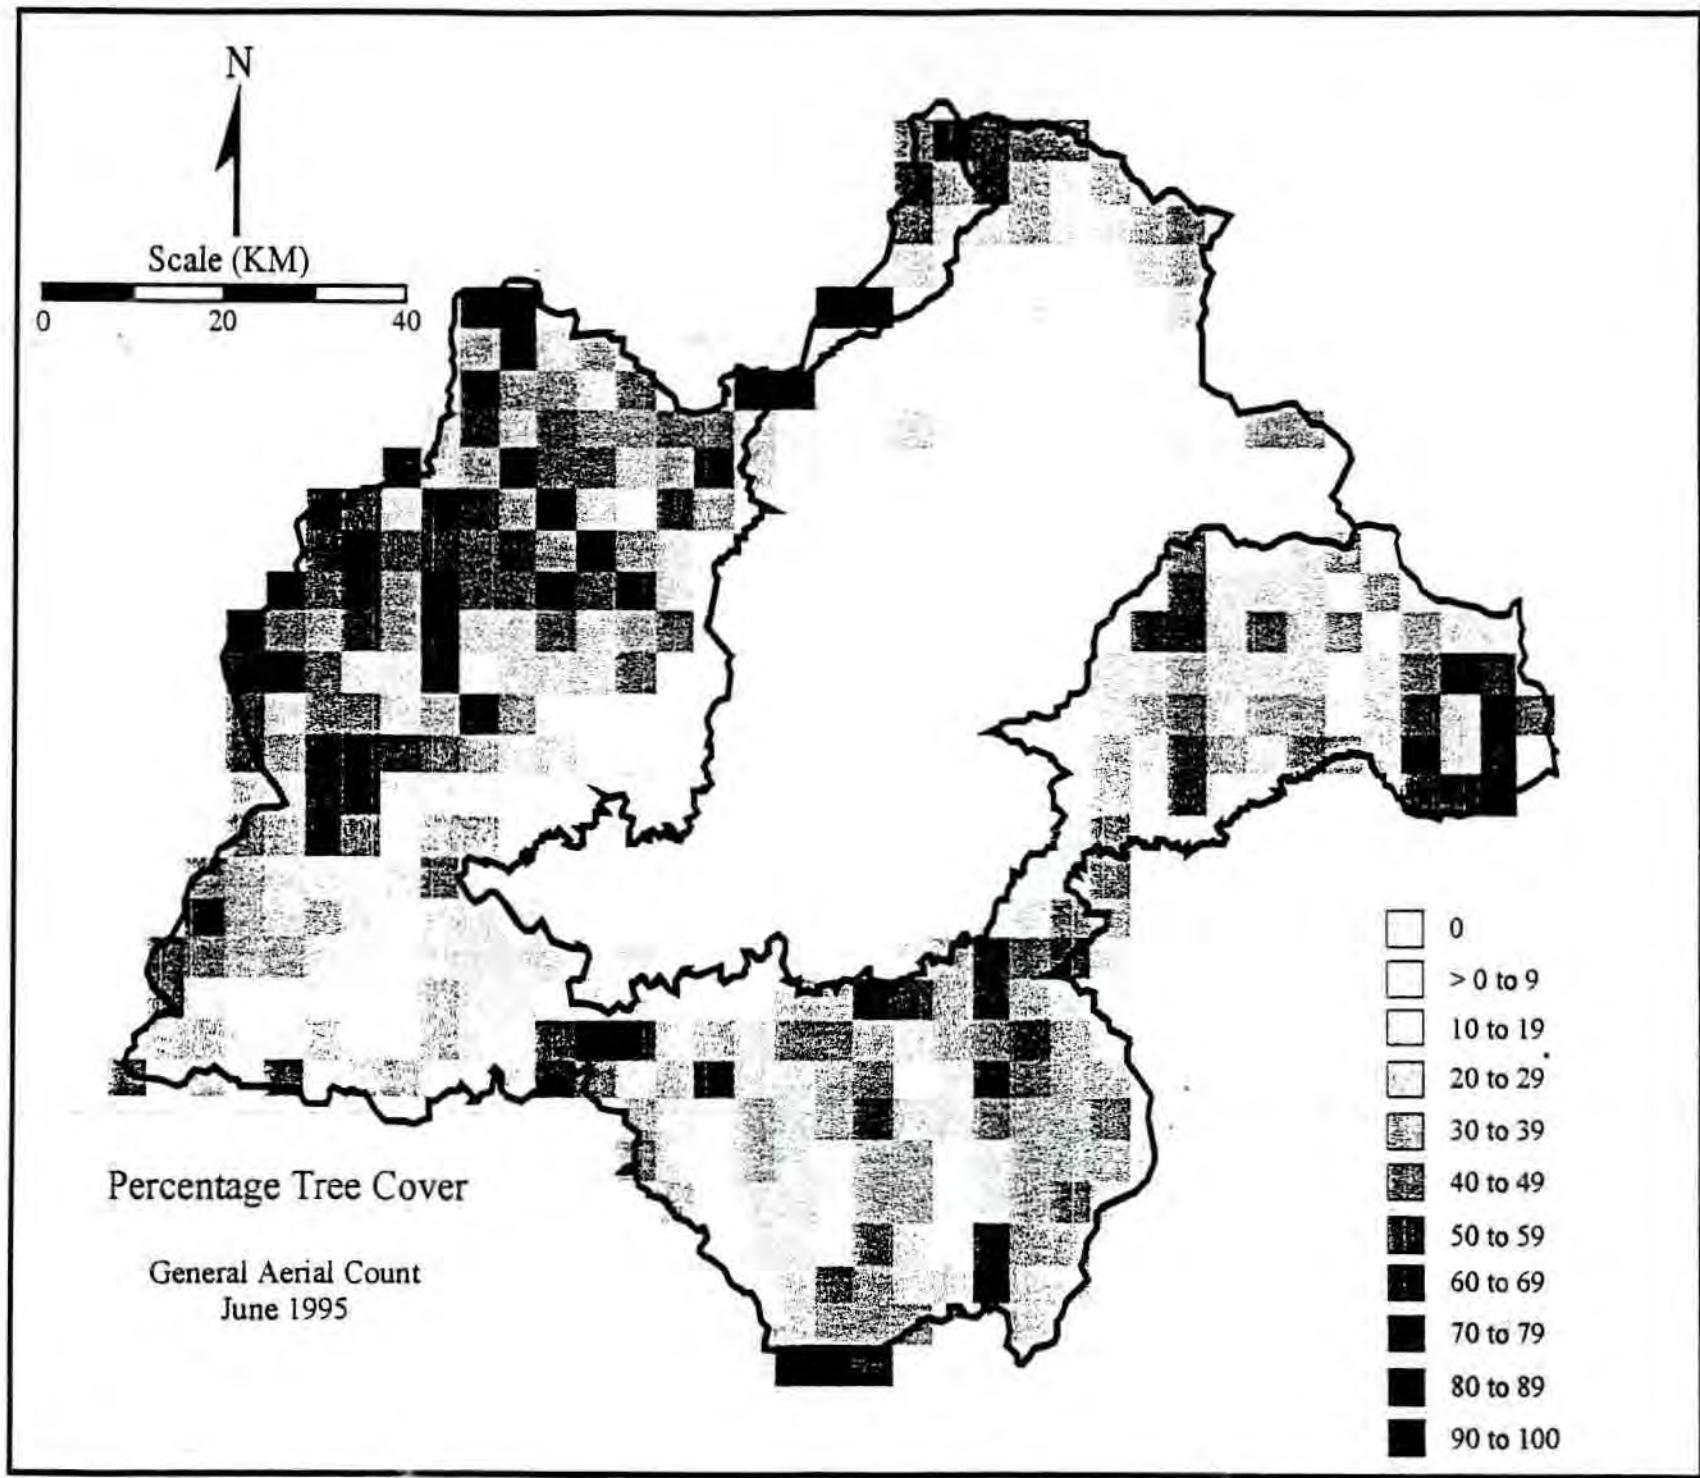 N
Scale (KM)
0 20 40
0
> 0 to 9
10 to 19
20 to 29
30 to 39
40 to 49
50 to 59
60 to 69
70 to 79
80 to 89
90 to 100
Percentage Tree Cover
General Aerial Count
June 1995